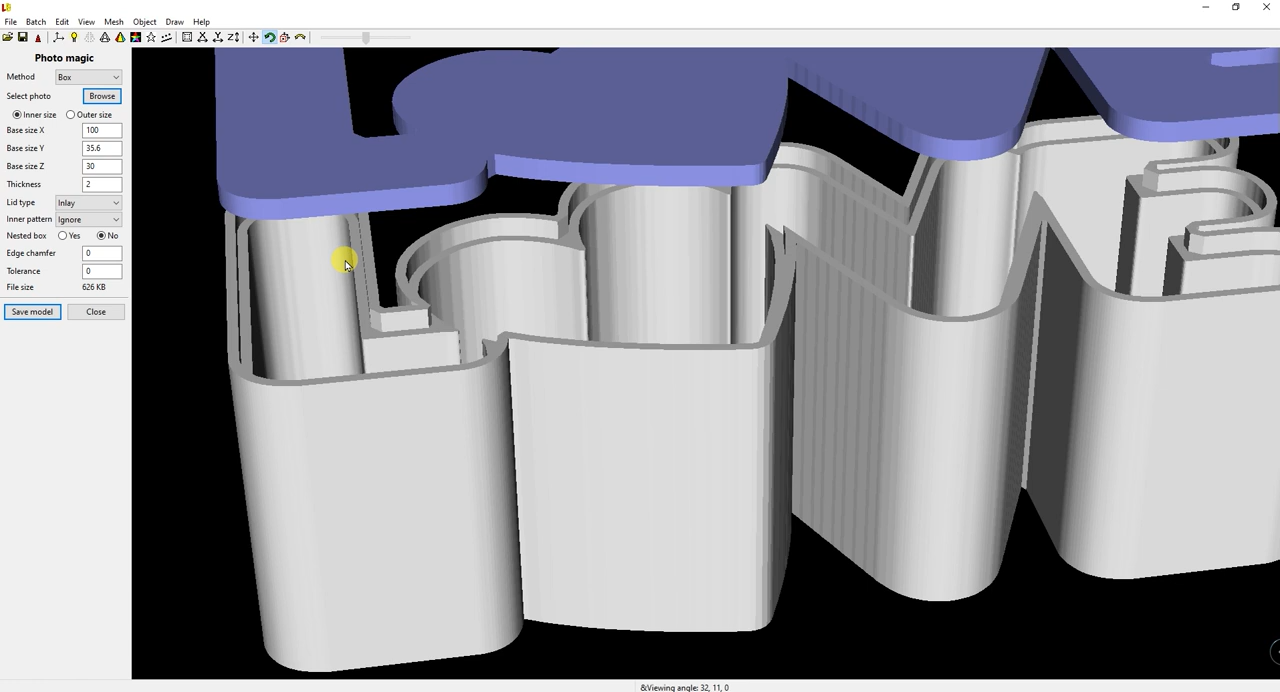 File Batch Edit View Mesh Object Draw Help
Photo magic
Method Box
Select photo Browse
Inner size Outer size
Base size X 100
Base size Y 35.6
Base size Z 30
Thickness 2
Lid type Inlay
Inner pattern Ignore
Nested box Yes No
Edge chamfer 0
Tolerance 0
File size 626 KB
Save model Close
&Viewing angle: 32, 11, 0